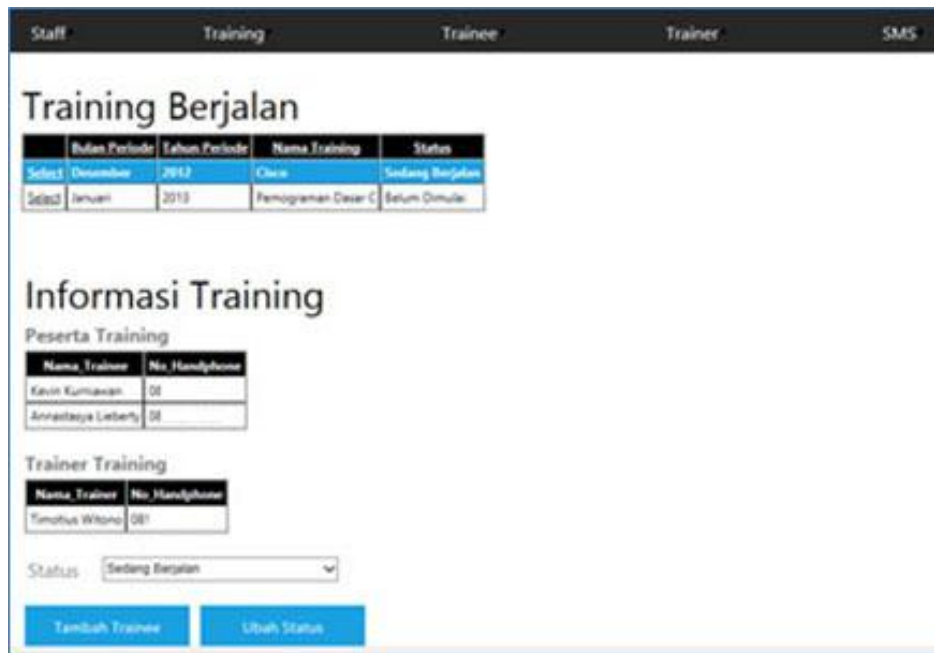 Staff Training Trainee Trainer SMS
Training Berjalan
Bulan Periode Tahun Periode Nama Training Status
Select Desember 2012 Cisco Sedang Berjalan
Select Januari 2013 Pemograman Dasar C Belum Dimulai
Informasi Training
Peserta Training
Nama_Trainee No_Handphone
Kevin Kurniawan 08
Annastasya Lieberty 08
Trainer Training
Nama_Trainer No_Handphone
Timotius Witono 081
Status Sedang Berjalan
Tambah Trainee Ubah Status